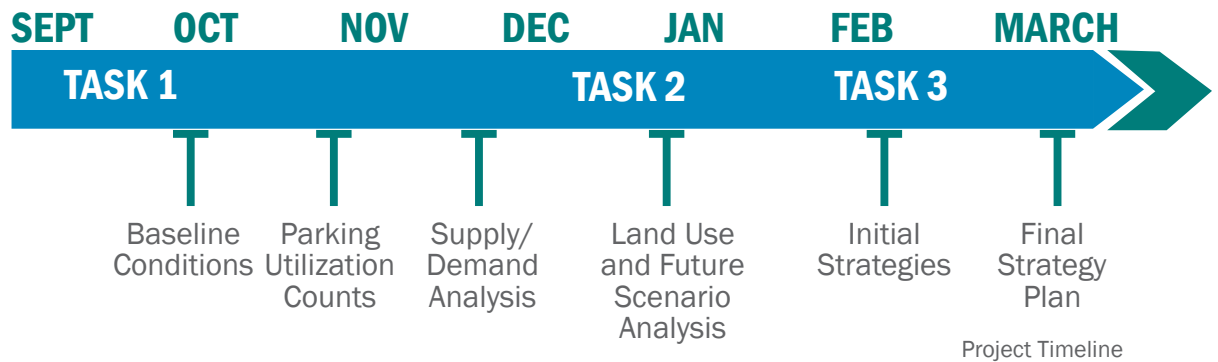 SEPT OCT NOV DEC JAN FEB MARCH
TASK 1 TASK 2 TASK 3
Baseline
Conditions
Parking
Utilization
Counts
Supply/
Demand
Analysis
Land Use
and Future
Scenario
Analysis
Initial
Strategies
Final
Strategy
Plan
Project Timeline